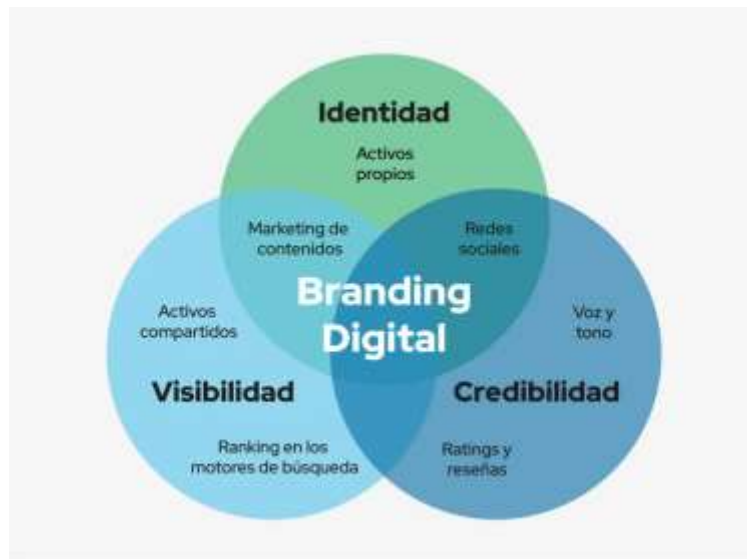 Identidad
Activos
propios
Marketing de
contenidos
Redes
sociales
Branding
Digital
Activos
compartidos
Voz y
tono
Visibilidad
Credibilidad
Ranking en los
motores de búsqueda
Ratings y
reseñas